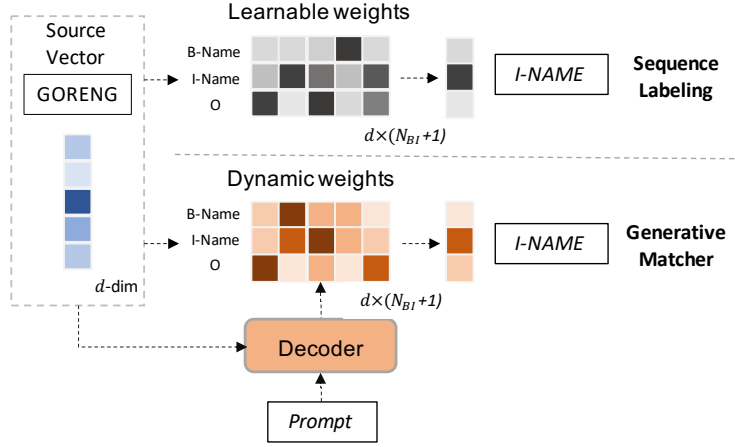 Source
Vector
GORENG
d-dim
Learnable weights
B-Name
I-Name
O
d×(N_BI+1)
I-NAME
Sequence
Labeling
Dynamic weights
B-Name
I-Name
O
d×(N_BI+1)
I-NAME
Generative
Matcher
Decoder
Prompt